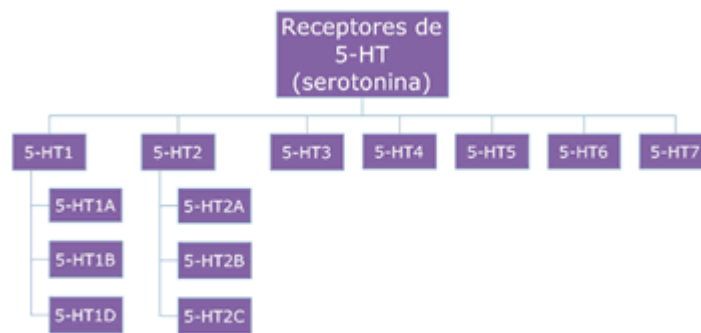 Receptores de
5-HT
(serotonina)
5-HT1
5-HT2
5-HT3
5-HT4
5-HT5
5-HT6
5-HT7
5-HT1A
5-HT2A
5-HT1B
5-HT2B
5-HT1D
5-HT2C